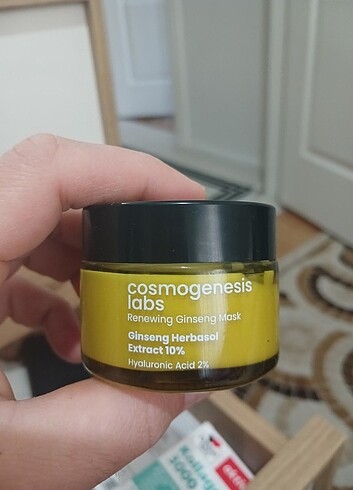 cosmogenesis
labs
Renewing Ginseng Mask
Ginseng Herbasol
Extract 10%
Hyaluronic Acid 2%